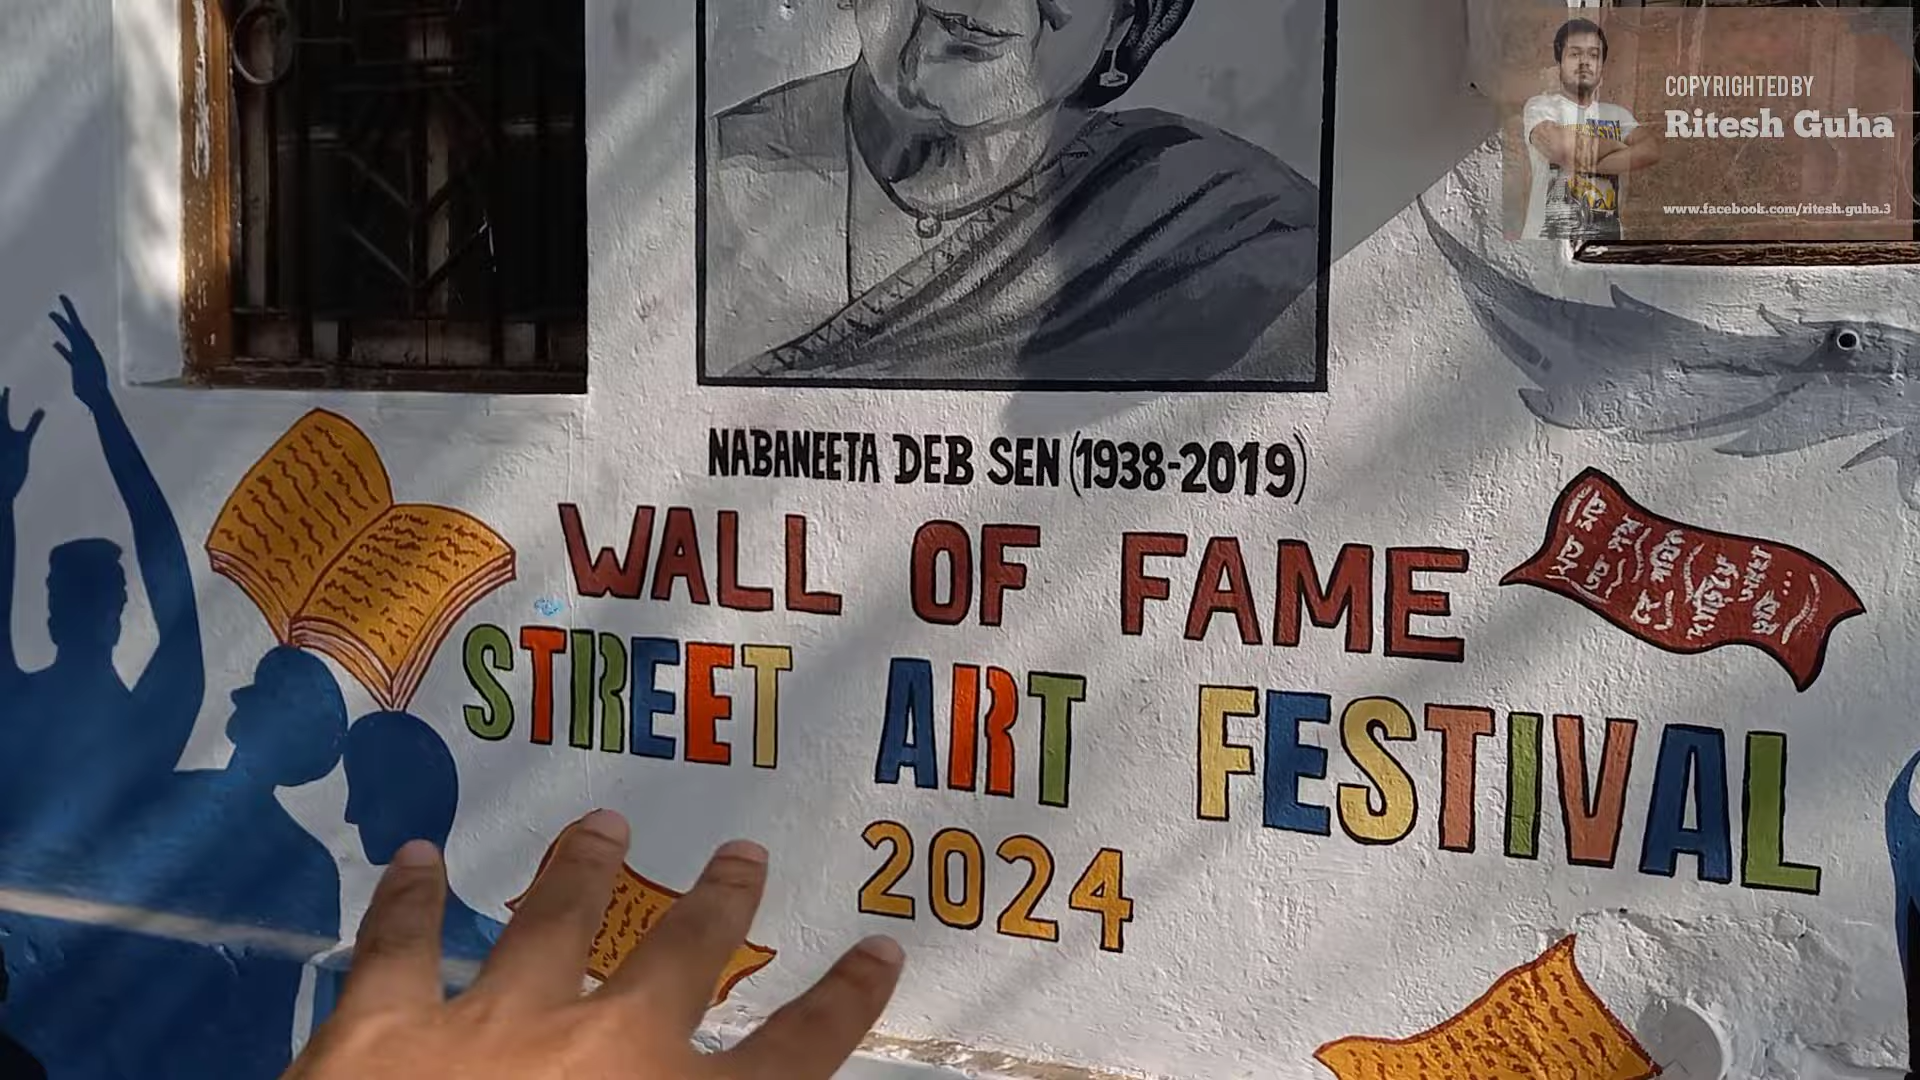 COPYRIGHTED BY
Ritesh Guha
www.facebook.com/ritesh.guha.3
NABANEETA DEB SEN (1938-2019)
WALL OF FAME
STREET ART FESTIVAL
2024